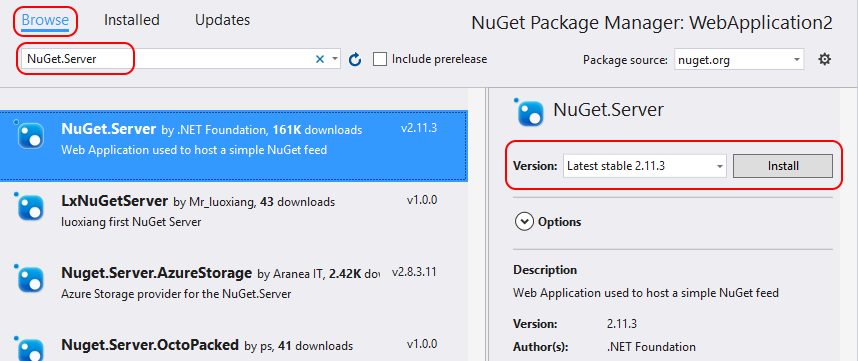 Browse Installed Updates NuGet Package Manager: WebApplication2
NuGet.Server Include prerelease Package source: nuget.org
NuGet.Server by .NET Foundation, 161K downloads v2.11.3
Web Application used to host a simple NuGet feed
LxNuGetServer by Mr_luoxiang, 43 downloads v1.0.0
luoxiang first NuGet Server
Nuget.Server.AzureStorage by Aranea IT, 2.42K dow v2.8.3.11
Azure Storage provider for the NuGet.Server
Nuget.Server.OctoPacked by ps, 41 downloads v1.0.0
NuGet.Server
Version: Latest stable 2.11.3 Install
Options
Description
Web Application used to host a simple NuGet feed
Version: 2.11.3
Author(s): .NET Foundation